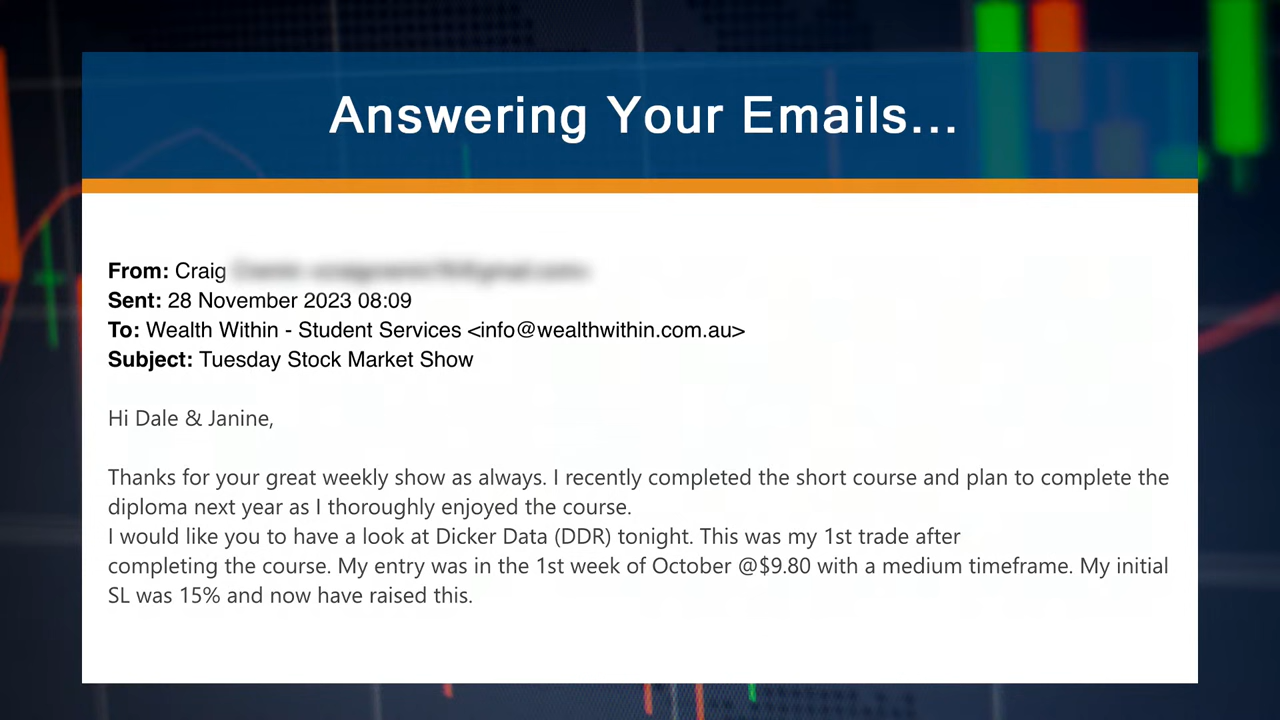 Answering Your Emails...
From: Craig
Sent: 28 November 2023 08:09
To: Wealth Within - Student Services <info@wealthwithin.com.au>
Subject: Tuesday Stock Market Show
Hi Dale & Janine,
Thanks for your great weekly show as always. I recently completed the short course and plan to complete the
diploma next year as I thoroughly enjoyed the course.
I would like you to have a look at Dicker Data (DDR) tonight. This was my 1st trade after
completing the course. My entry was in the 1st week of October @$9.80 with a medium timeframe. My initial
SL was 15% and now have raised this.